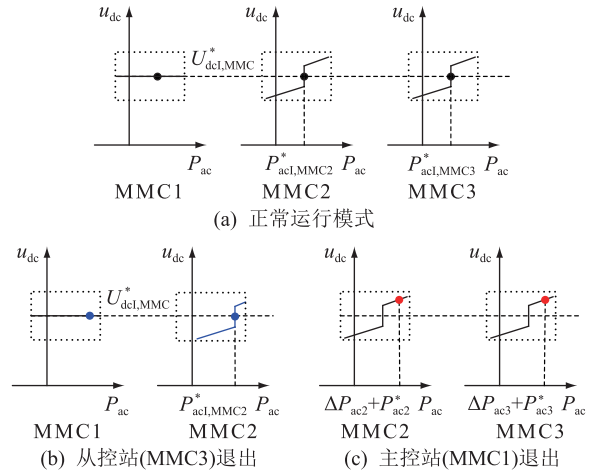 u_dc u_dc u_dc
U*_dcI,MMC
P_ac P*_acI,MMC2 P_ac P*_acI,MMC3 P_ac
MMC1 MMC2 MMC3
(a) 正常运行模式
u_dc u_dc u_dc u_dc
U*_dcI,MMC
P_ac P*_acI,MMC2 P_ac ΔP_ac2+P*_ac2 P_ac ΔP_ac3+P*_ac3 P_ac
MMC1 MMC2 MMC2 MMC3
(b) 从控站(MMC3)退出 (c) 主控站(MMC1)退出